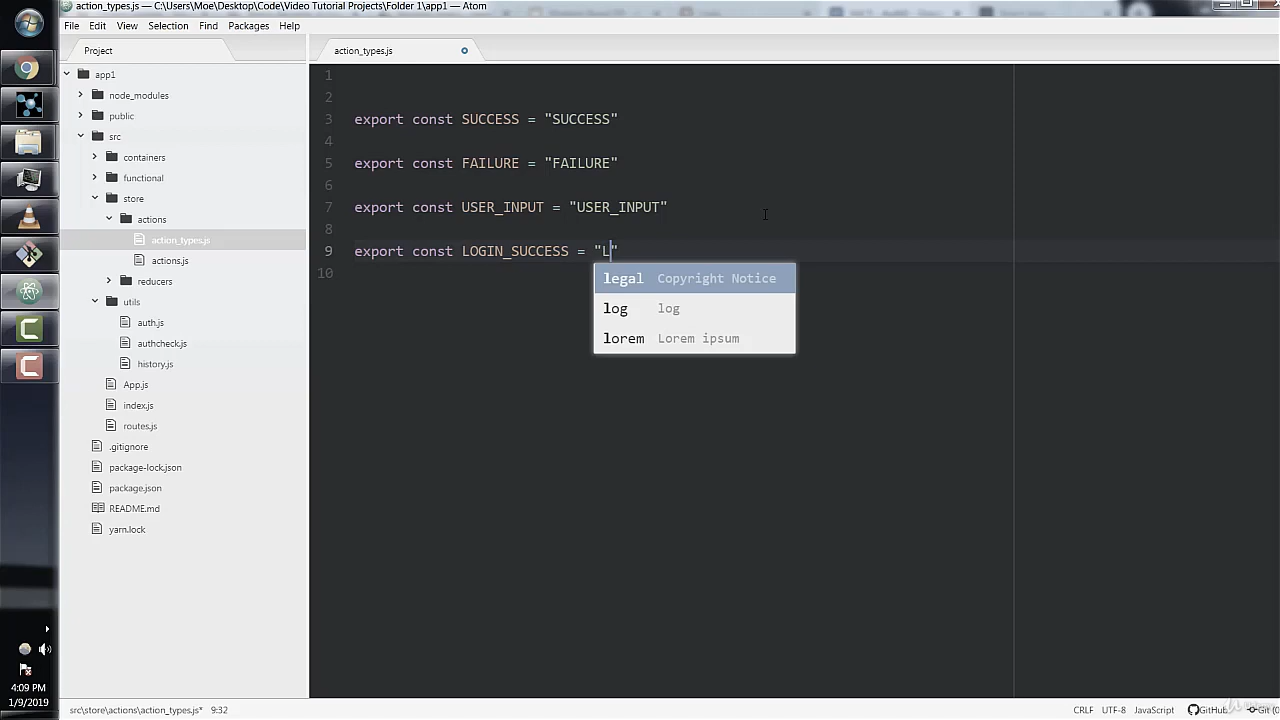 action_types.js — C:\Users\Moe\Desktop\Code\Video Tutorial Projects\Folder 1\app1 — Atom
File Edit View Selection Find Packages Help
Project
action_types.js
app1
node_modules
public
src
containers
functional
store
actions
action_types.js
actions.js
reducers
utils
auth.js
authcheck.js
history.js
App.js
index.js
routes.js
.gitignore
package-lock.json
package.json
README.md
yarn.lock
1
2
3 export const SUCCESS = "SUCCESS"
4
5 export const FAILURE = "FAILURE"
6
7 export const USER_INPUT = "USER_INPUT"
8
9 export const LOGIN_SUCCESS = "L"
10
legal Copyright Notice
log log
lorem Lorem ipsum
4:09 PM
1/9/2019
src\store\actions\action_types.js* 9:32
CRLF UTF-8 JavaScript GitHub Git (0